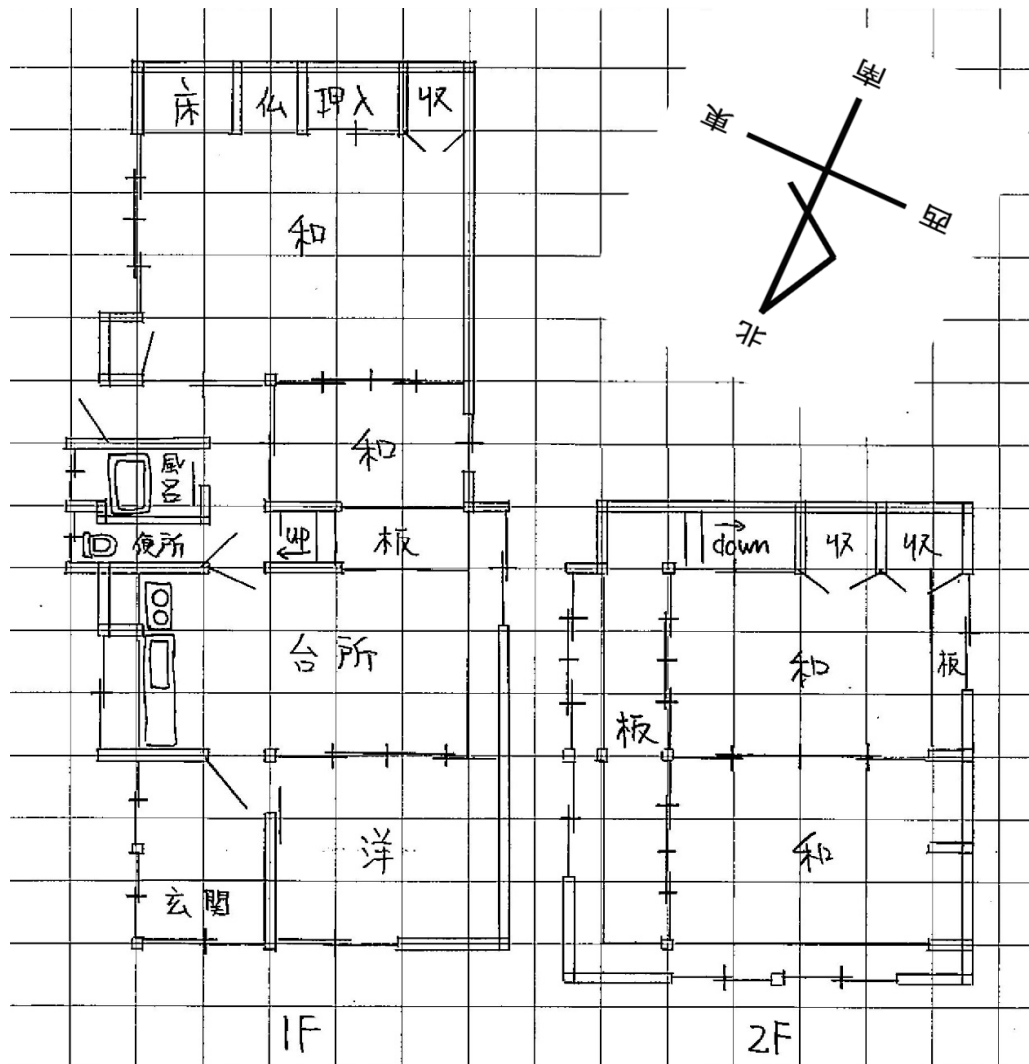 床 仏 押入 収
和
南
東
西
北
和
風呂
便所
up
板
台所
洋
玄関
1F
down
収
収
和
板
板
和
2F